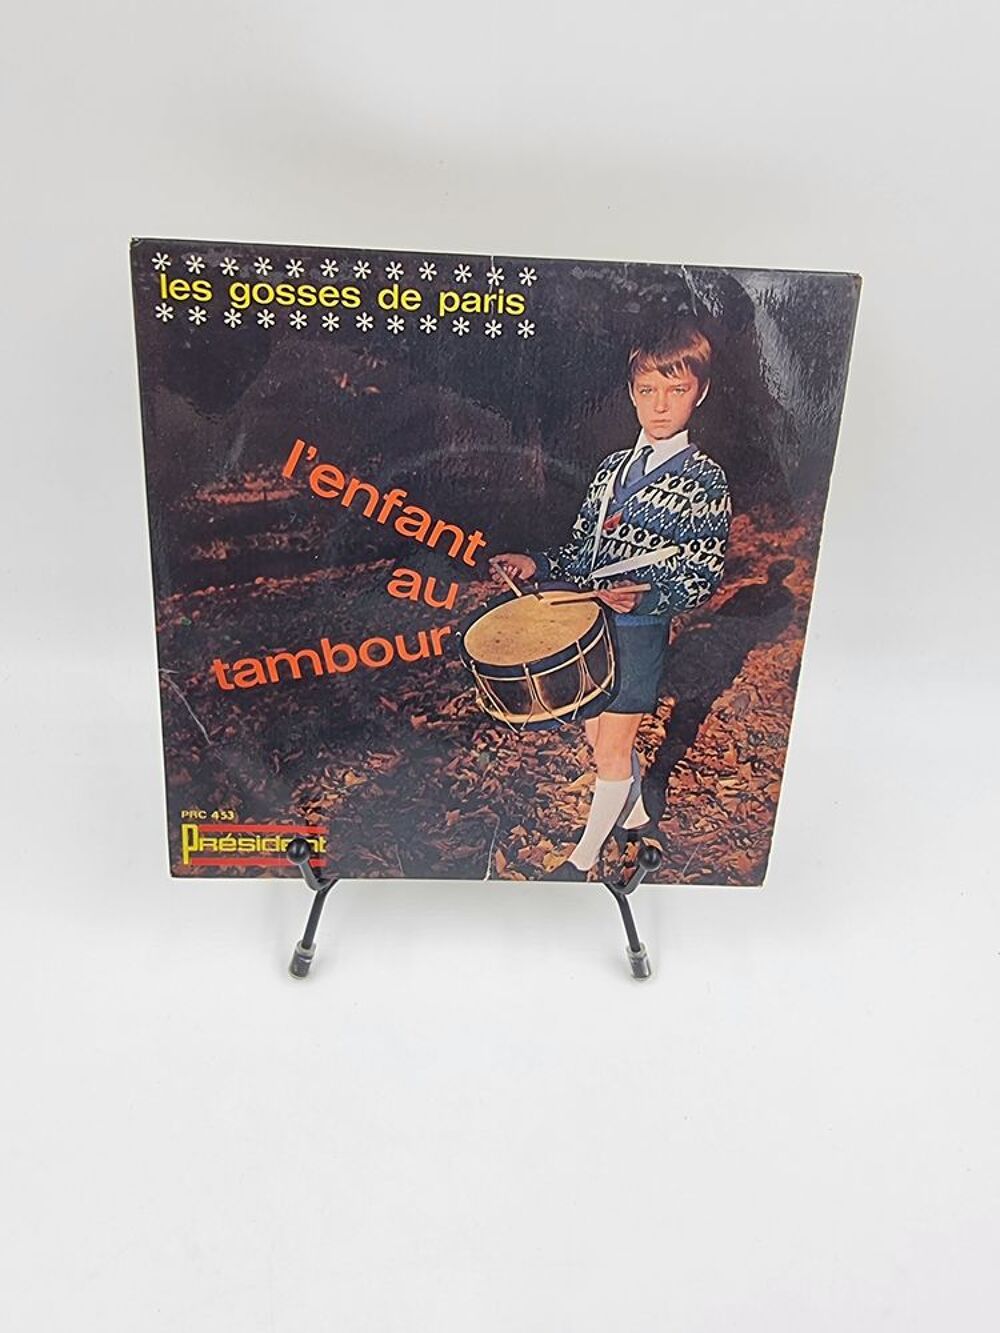 * * * * * * * * * * * *
les gosses de paris
* * * * * * * * * * * *
l'enfant
au
tambour
PRC 453
Président